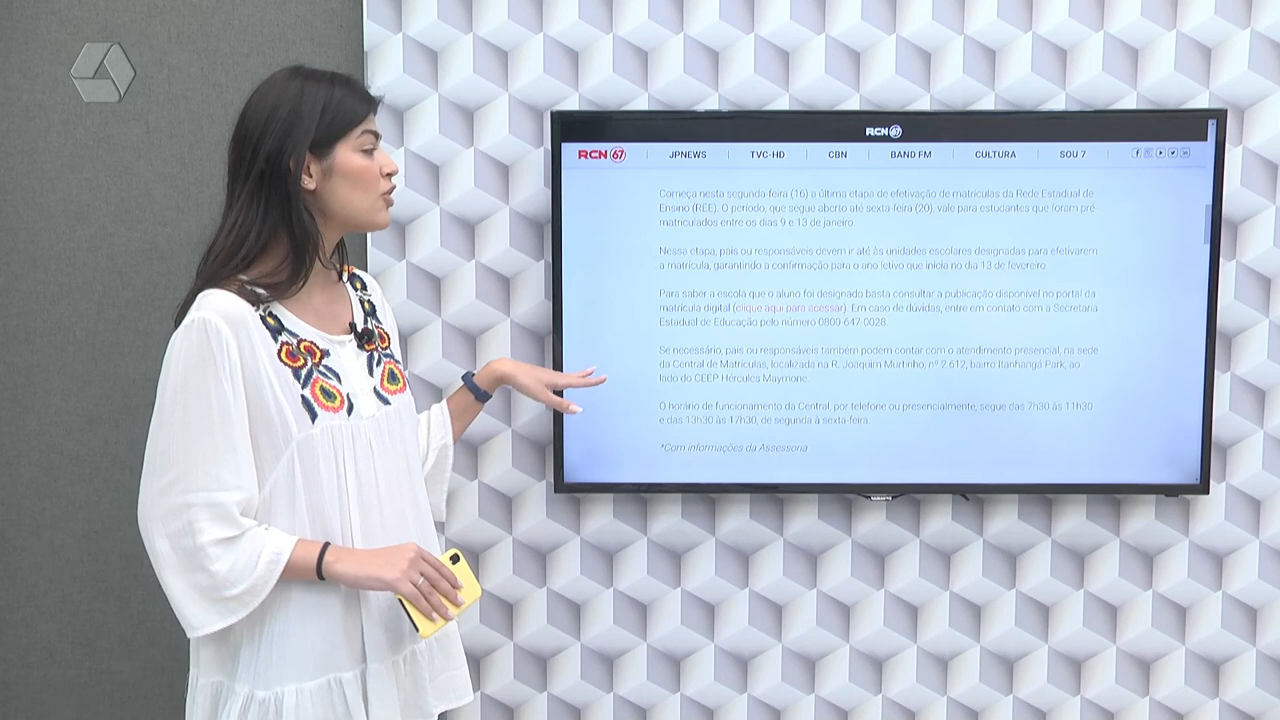 RCN 67
RCN 67
JPNEWS
TVC-HD
CBN
BAND FM
CULTURA
SOU 7
Começa nesta segunda-feira (16) a última etapa de efetivação de matrículas da Rede Estadual de
Ensino (REE). O período, que segue aberto até sexta-feira (20), vale para estudantes que foram pré
matriculados entre os dias 9 e 13 de janeiro.
Nessa etapa, pais ou responsáveis devem ir até às unidades escolares designadas para efetivarem
a matrícula, garantindo a confirmação para o ano letivo que inicia no dia 13 de fevereiro.
Para saber a escola que o aluno foi designado basta consultar a publicação disponível no portal da
matrícula digital (clique aqui para acessar). Em caso de dúvidas, entre em contato com a Secretaria
Estadual de Educação pelo número 0800-647-0028.
Se necessário, pais ou responsáveis também podem contar com o atendimento presencial, na sede
da Central de Matrículas, localizada na R. Joaquim Murtinho, nº 2.612, bairro Itanhangá Park, ao
lado do CEEP Hércules Maymone.
O horário de funcionamento da Central, por telefone ou presencialmente, segue das 7h30 às 11h30
e das 13h30 às 17h30, de segunda à sexta-feira.
*Com informações da Assessoria